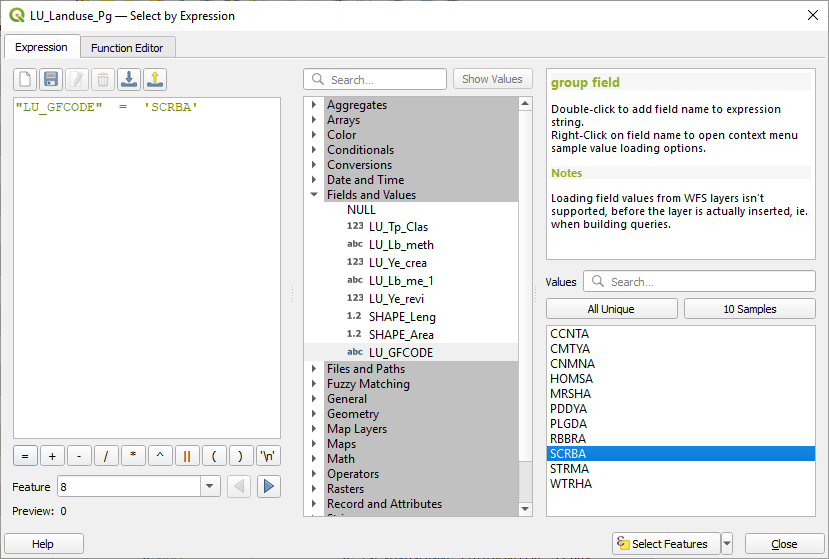 LU_Landuse_Pg — Select by Expression
Expression
Function Editor
"LU_GFCODE"  =  'SCRBA'
=
+
-
/
*
^
||
(
)
'\n'
Feature
8
Preview: 0
Search...
Show Values
Aggregates
Arrays
Color
Conditionals
Conversions
Date and Time
Fields and Values
NULL
123 LU_Tp_Clas
abc LU_Lb_meth
123 LU_Ye_crea
abc LU_Lb_me_1
123 LU_Ye_revi
1.2 SHAPE_Leng
1.2 SHAPE_Area
abc LU_GFCODE
Files and Paths
Fuzzy Matching
General
Geometry
Map Layers
Maps
Math
Operators
Rasters
Record and Attributes
group field
Double-click to add field name to expression
string.
Right-Click on field name to open context menu
sample value loading options.
Notes
Loading field values from WFS layers isn't
supported, before the layer is actually inserted, ie.
when building queries.
Values
Search...
All Unique
10 Samples
CCNTA
CMTYA
CNMNA
HOMSA
MRSHA
PDDYA
PLGDA
RBBRA
SCRBA
STRMA
WTRHA
Help
Select Features
Close